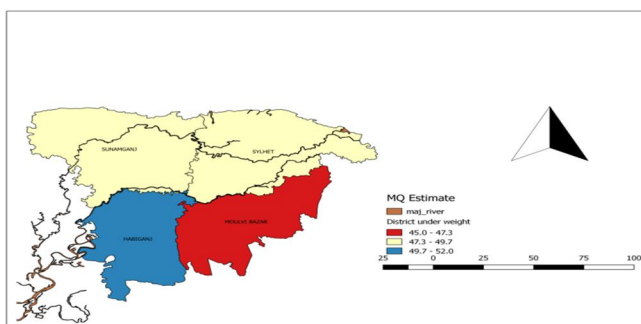 SUNAMGANJ
SYLHET
MOULVI BAZAR
HABIGANJ
MQ Estimate
maj_river
District under weight
45.0 - 47.3
47.3 - 49.7
49.7 - 52.0
25 0 25 50 75 100